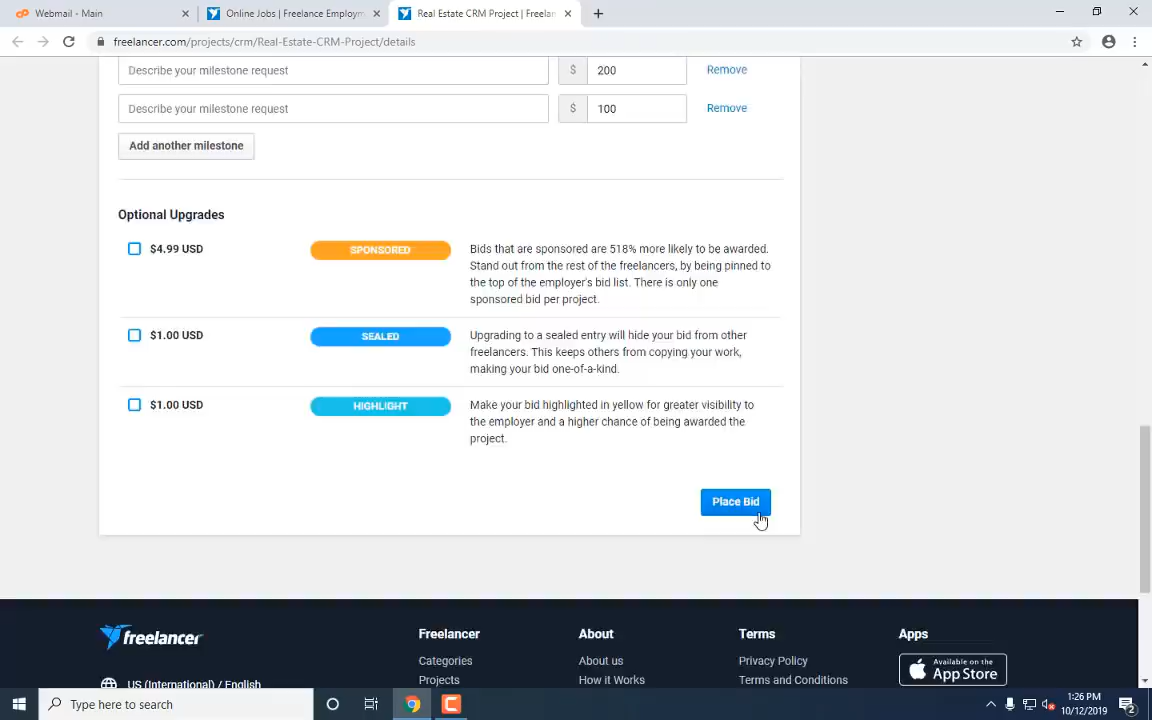 Webmail - Main
Online Jobs | Freelance Employm
Real Estate CRM Project | Freelan
freelancer.com/projects/crm/Real-Estate-CRM-Project/details
Describe your milestone request $ 200 Remove
Describe your milestone request $ 100 Remove
Add another milestone
Optional Upgrades
$4.99 USD SPONSORED Bids that are sponsored are 518% more likely to be awarded.
Stand out from the rest of the freelancers, by being pinned to
the top of the employer's bid list. There is only one
sponsored bid per project.
$1.00 USD SEALED Upgrading to a sealed entry will hide your bid from other
freelancers. This keeps others from copying your work,
making your bid one-of-a-kind.
$1.00 USD HIGHLIGHT Make your bid highlighted in yellow for greater visibility to
the employer and a higher chance of being awarded the
project.
Place Bid
freelancer Freelancer About Terms Apps
Categories About us Privacy Policy Available on the
App Store
US (International) / English Projects How it Works Terms and Conditions
Type here to search
1:26 PM
10/12/2019
2